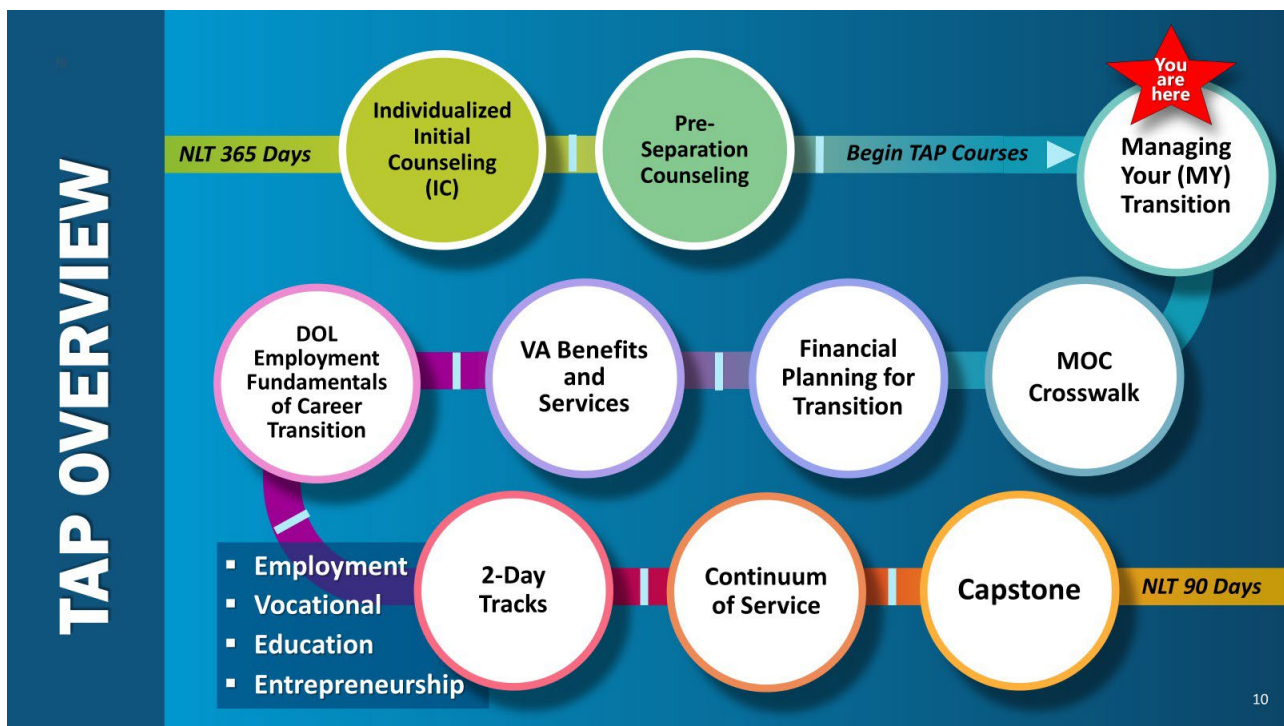 TAP OVERVIEW
NLT 365 Days
Individualized
Initial
Counseling
(IC)
Pre-
Separation
Counseling
Begin TAP Courses
You
are
here
Managing
Your (MY)
Transition
DOL
Employment
Fundamentals
of Career
Transition
VA Benefits
and
Services
Financial
Planning for
Transition
MOC
Crosswalk
▪ Employment
▪ Vocational
▪ Education
▪ Entrepreneurship
2-Day
Tracks
Continuum
of Service
Capstone
NLT 90 Days
10